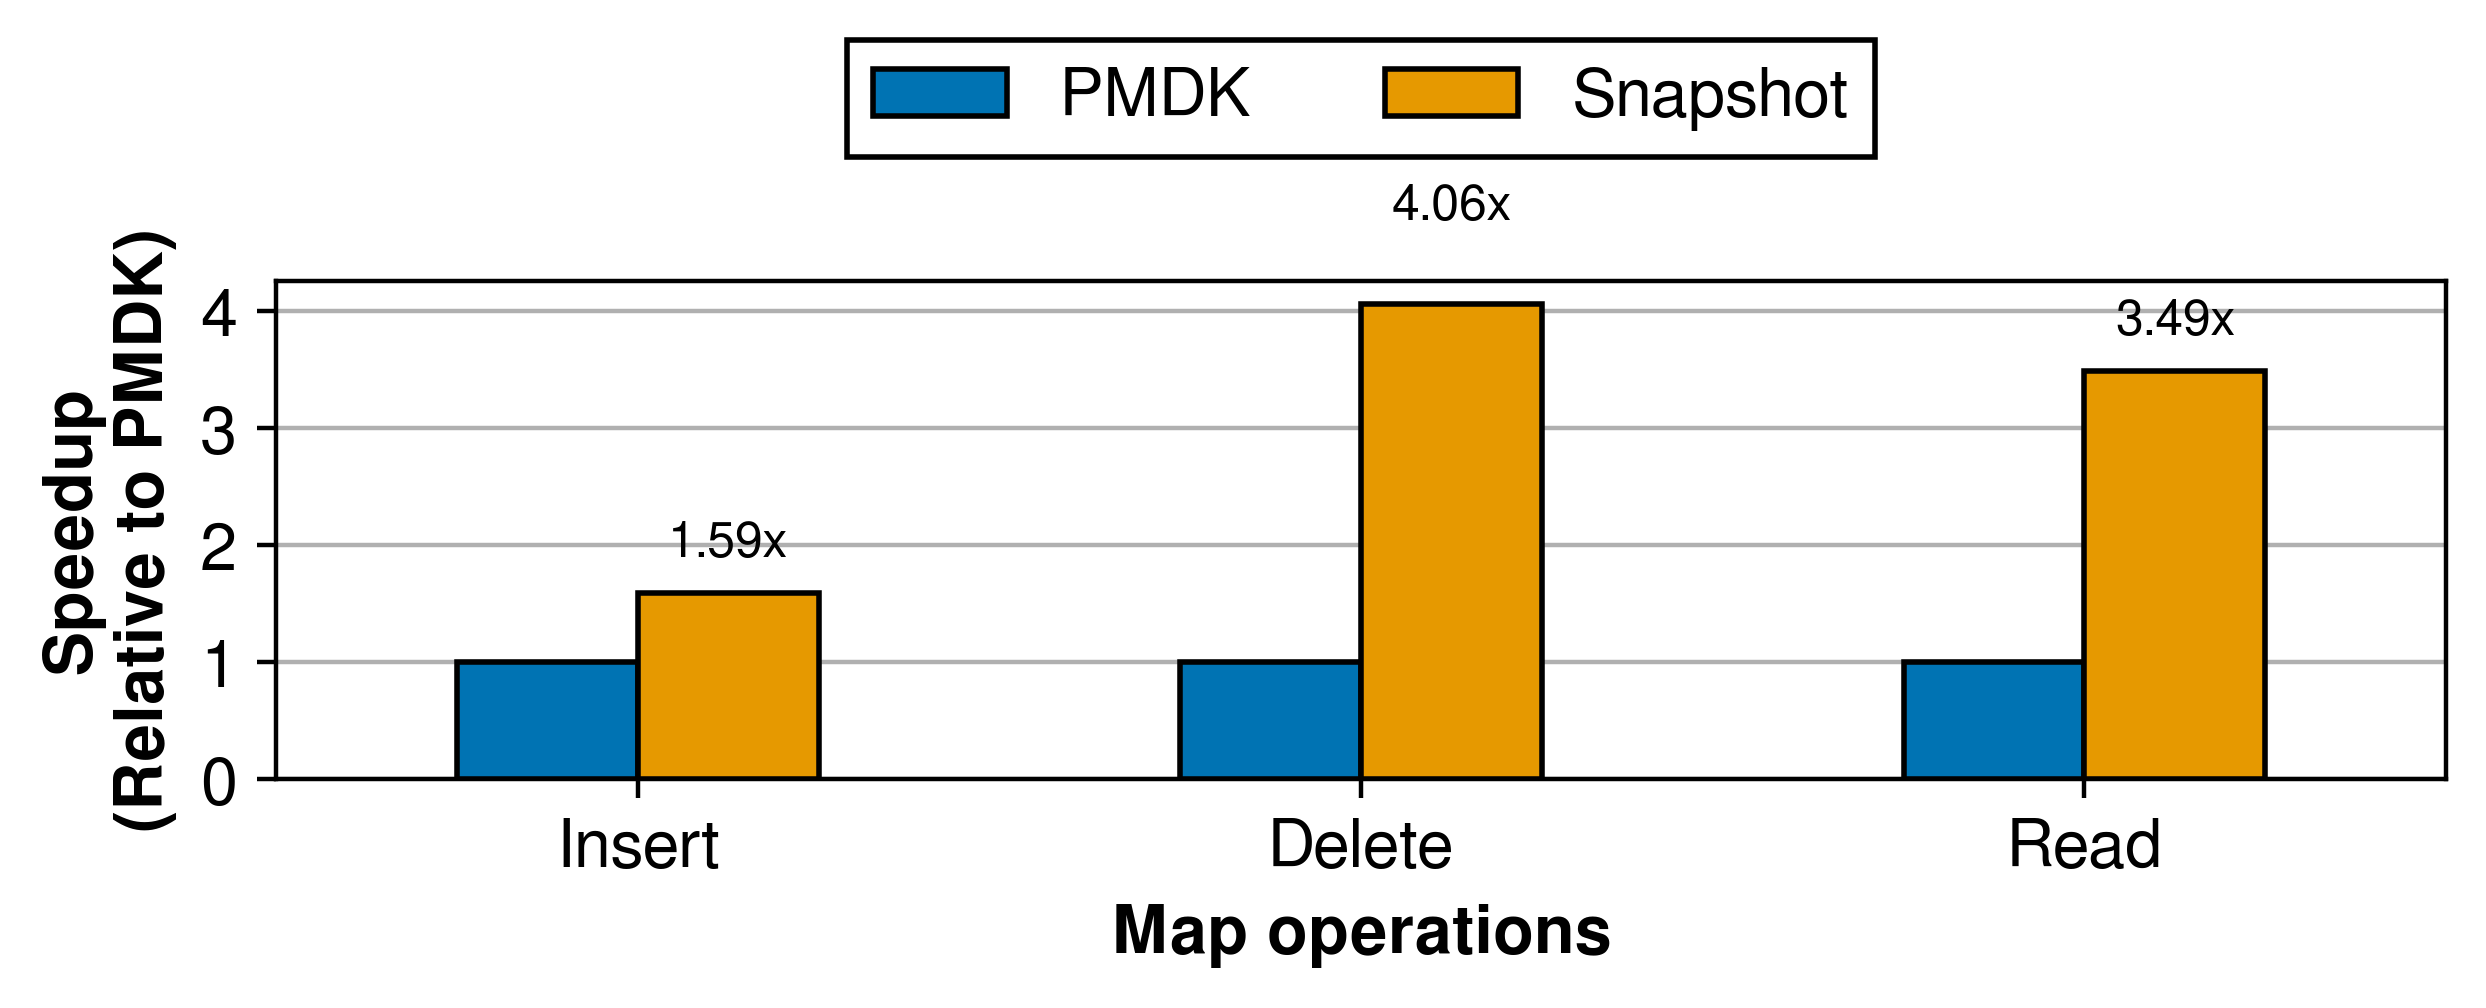 PMDK Snapshot
4.06x
Speedup
(Relative to PMDK)
4
3
2
1
0
1.59x
3.49x
Insert Delete Read
Map operations